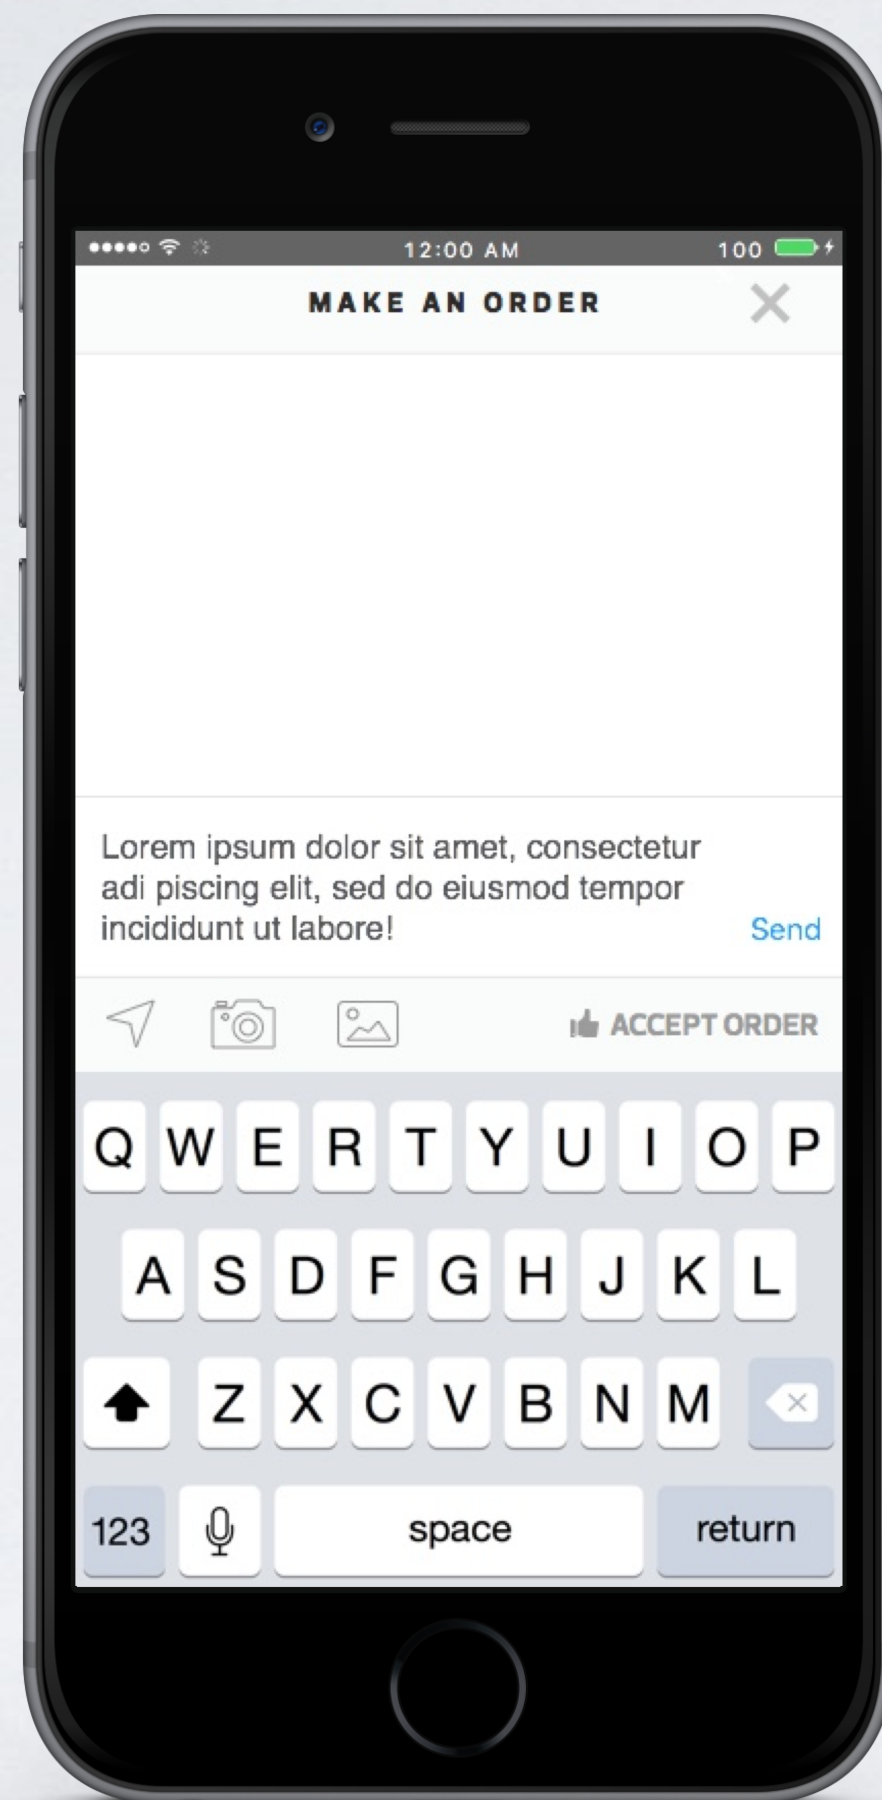 12:00 AM 100
MAKE AN ORDER
Lorem ipsum dolor sit amet, consectetur
adi piscing elit, sed do eiusmod tempor
incididunt ut labore!
Send
ACCEPT ORDER
Q W E R T Y U I O P
A S D F G H J K L
Z X C V B N M
123 space return